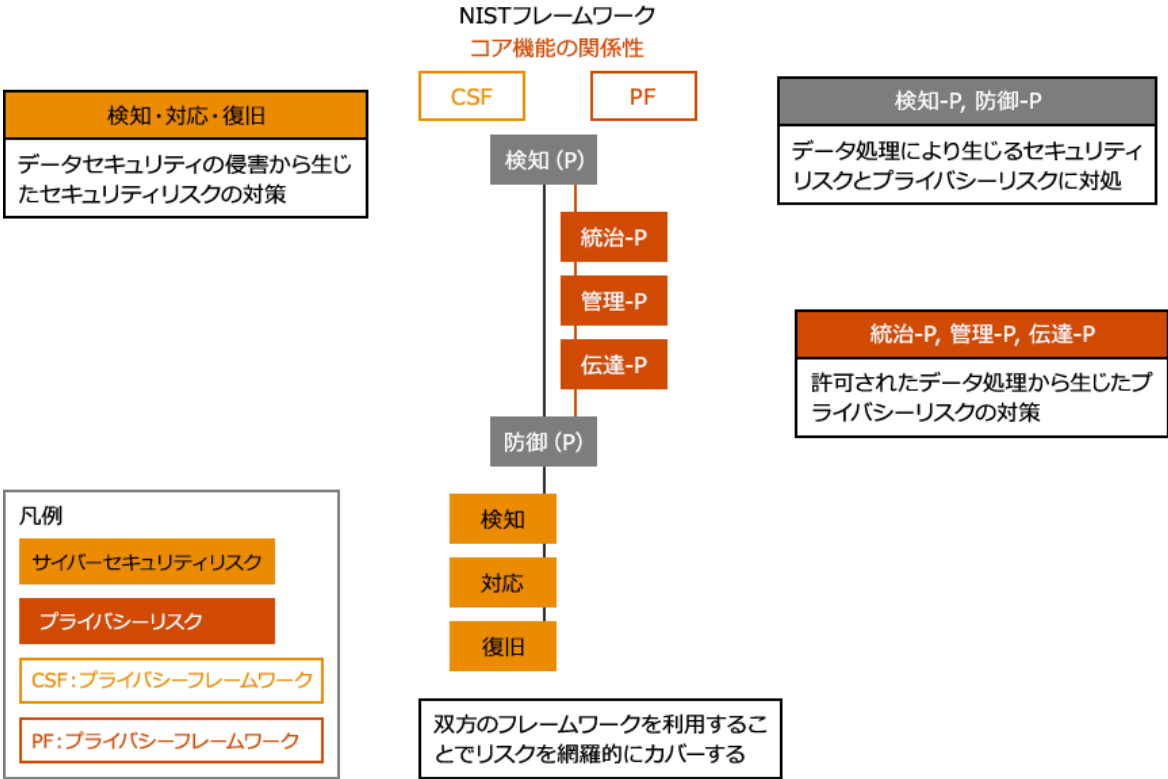 NISTフレームワーク
コア機能の関係性
CSF
PF
検知・対応・復旧
データセキュリティの侵害から生じ
たセキュリティリスクの対策
検知-P, 防御-P
データ処理により生じるセキュリティ
リスクとプライバシーリスクに対処
検知（P）
統治-P
管理-P
伝達-P
防御（P）
統治-P, 管理-P, 伝達-P
許可されたデータ処理から生じたプ
ライバシーリスクの対策
検知
対応
復旧
凡例
サイバーセキュリティリスク
プライバシーリスク
CSF：プライバシーフレームワーク
PF：プライバシーフレームワーク
双方のフレームワークを利用するこ
とでリスクを網羅的にカバーする